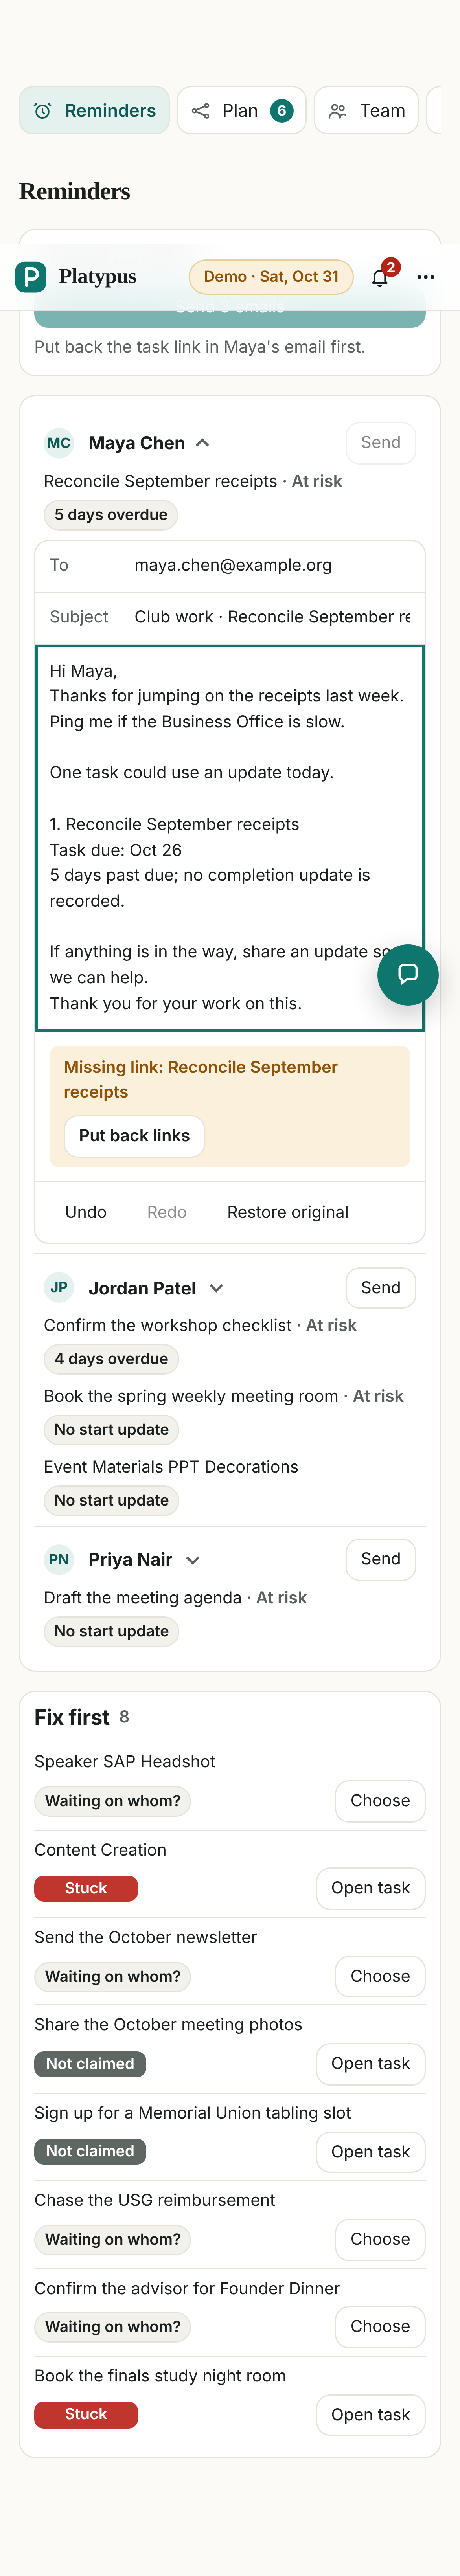 Reminders
Plan 6
Team
Reminders
Platypus
Demo · Sat, Oct 31
2
Put back the task link in Maya's email first.
MC
Maya Chen
Send
Reconcile September receipts · At risk
5 days overdue
To
maya.chen@example.org
Subject
Club work · Reconcile September re
Hi Maya,
Thanks for jumping on the receipts last week.
Ping me if the Business Office is slow.
One task could use an update today.
1. Reconcile September receipts
Task due: Oct 26
5 days past due; no completion update is
recorded.
If anything is in the way, share an update so
we can help.
Thank you for your work on this.
Missing link: Reconcile September
receipts
Put back links
Undo
Redo
Restore original
JP
Jordan Patel
Send
Confirm the workshop checklist · At risk
4 days overdue
Book the spring weekly meeting room · At risk
No start update
Event Materials PPT Decorations
No start update
PN
Priya Nair
Send
Draft the meeting agenda · At risk
No start update
Fix first 8
Speaker SAP Headshot
Waiting on whom?
Choose
Content Creation
Stuck
Open task
Send the October newsletter
Waiting on whom?
Choose
Share the October meeting photos
Not claimed
Open task
Sign up for a Memorial Union tabling slot
Not claimed
Open task
Chase the USG reimbursement
Waiting on whom?
Choose
Confirm the advisor for Founder Dinner
Waiting on whom?
Choose
Book the finals study night room
Stuck
Open task